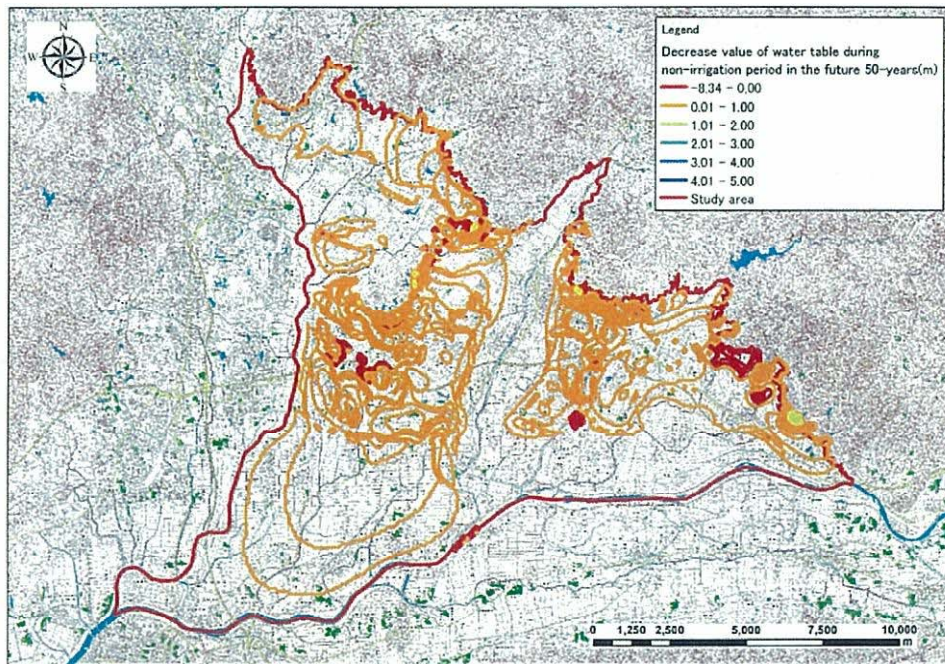 N
W
E
S
Legend
Decrease value of water table during
non-irrigation period in the future 50-years(m)
-8.34 - 0.00
0.01 - 1.00
1.01 - 2.00
2.01 - 3.00
3.01 - 4.00
4.01 - 5.00
Study area
0 1,250 2,500 5,000 7,500 10,000
m